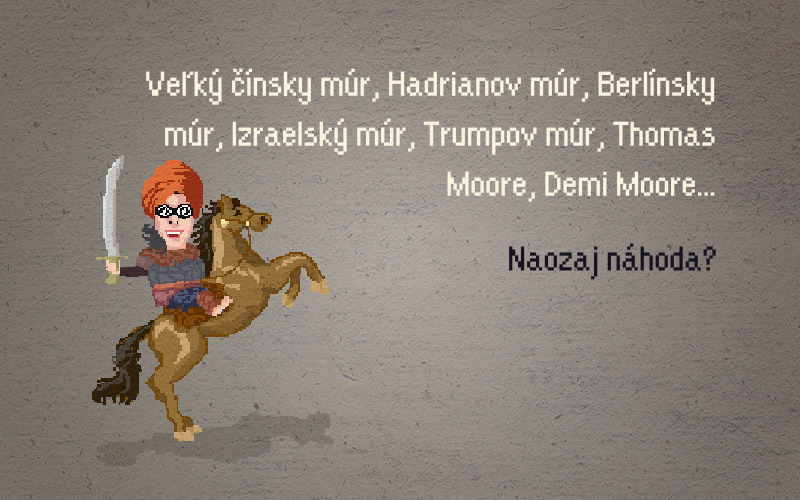 Veľký čínsky múr, Hadrianov múr, Berlínsky
múr, Izraelský múr, Trumpov múr, Thomas
Moore, Demi Moore...
Naozaj náhoda?